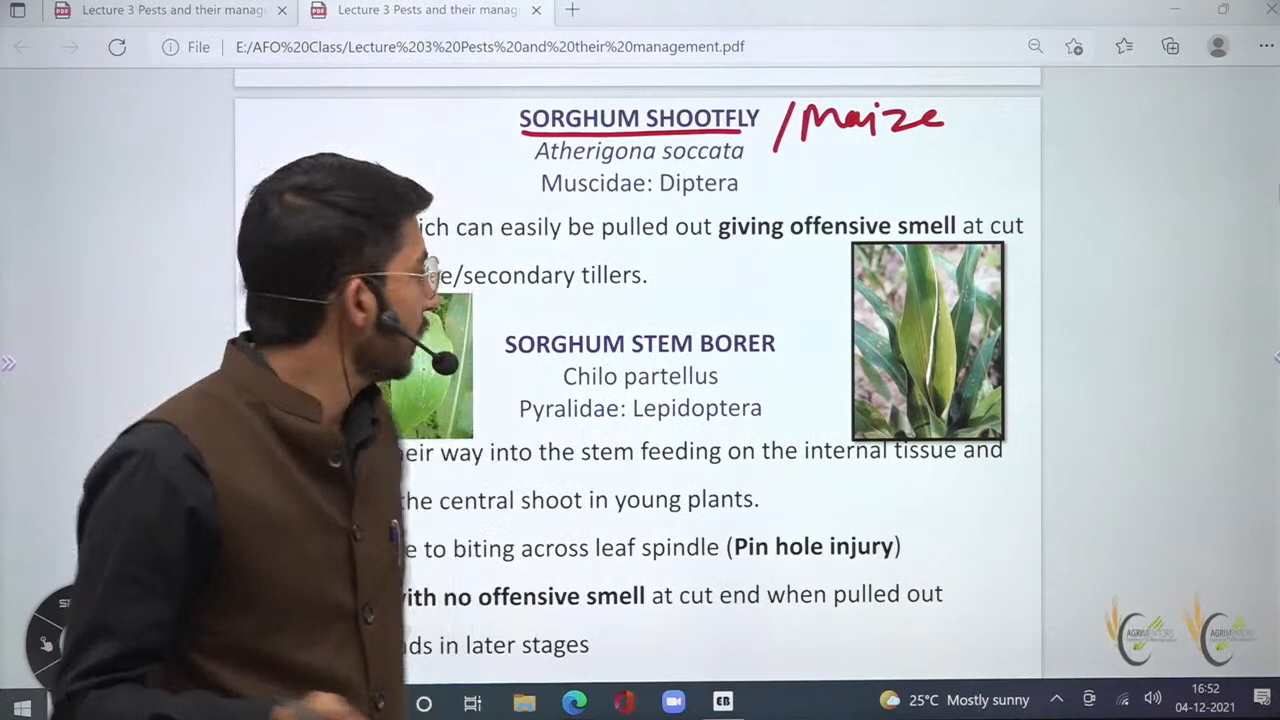 Lecture 3 Pests and their manag
Lecture 3 Pests and their manag
File
E:/AFO%20Class/Lecture%203%20Pests%20and%20their%20management.pdf
SORGHUM SHOOTFLY /Maize
Atherigona soccata
Muscidae: Diptera
ich can easily be pulled out giving offensive smell at cut
e/secondary tillers.
SORGHUM STEM BORER
Chilo partellus
Pyralidae: Lepidoptera
eir way into the stem feeding on the internal tissue and
the central shoot in young plants.
e to biting across leaf spindle (Pin hole injury)
ith no offensive smell at cut end when pulled out
ads in later stages
AGRIMENTORS
25°C Mostly sunny
16:52
04-12-2021